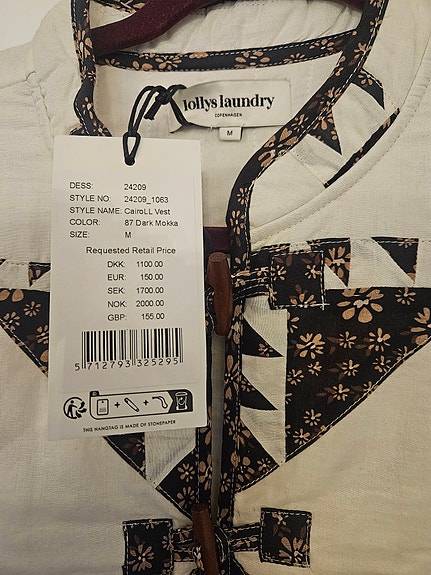 lollys laundry
COPENHAGEN
M
DESS: 24209
STYLE NO: 24209_1063
STYLE NAME: CairoLL Vest
COLOR: 87 Dark Mokka
SIZE: M
Requested Retail Price
DKK: 1100.00
EUR: 150.00
SEK: 1700.00
NOK: 2000.00
GBP: 155.00
5 712793 325295
THIS HANGTAG IS MADE OF STONEPAPER